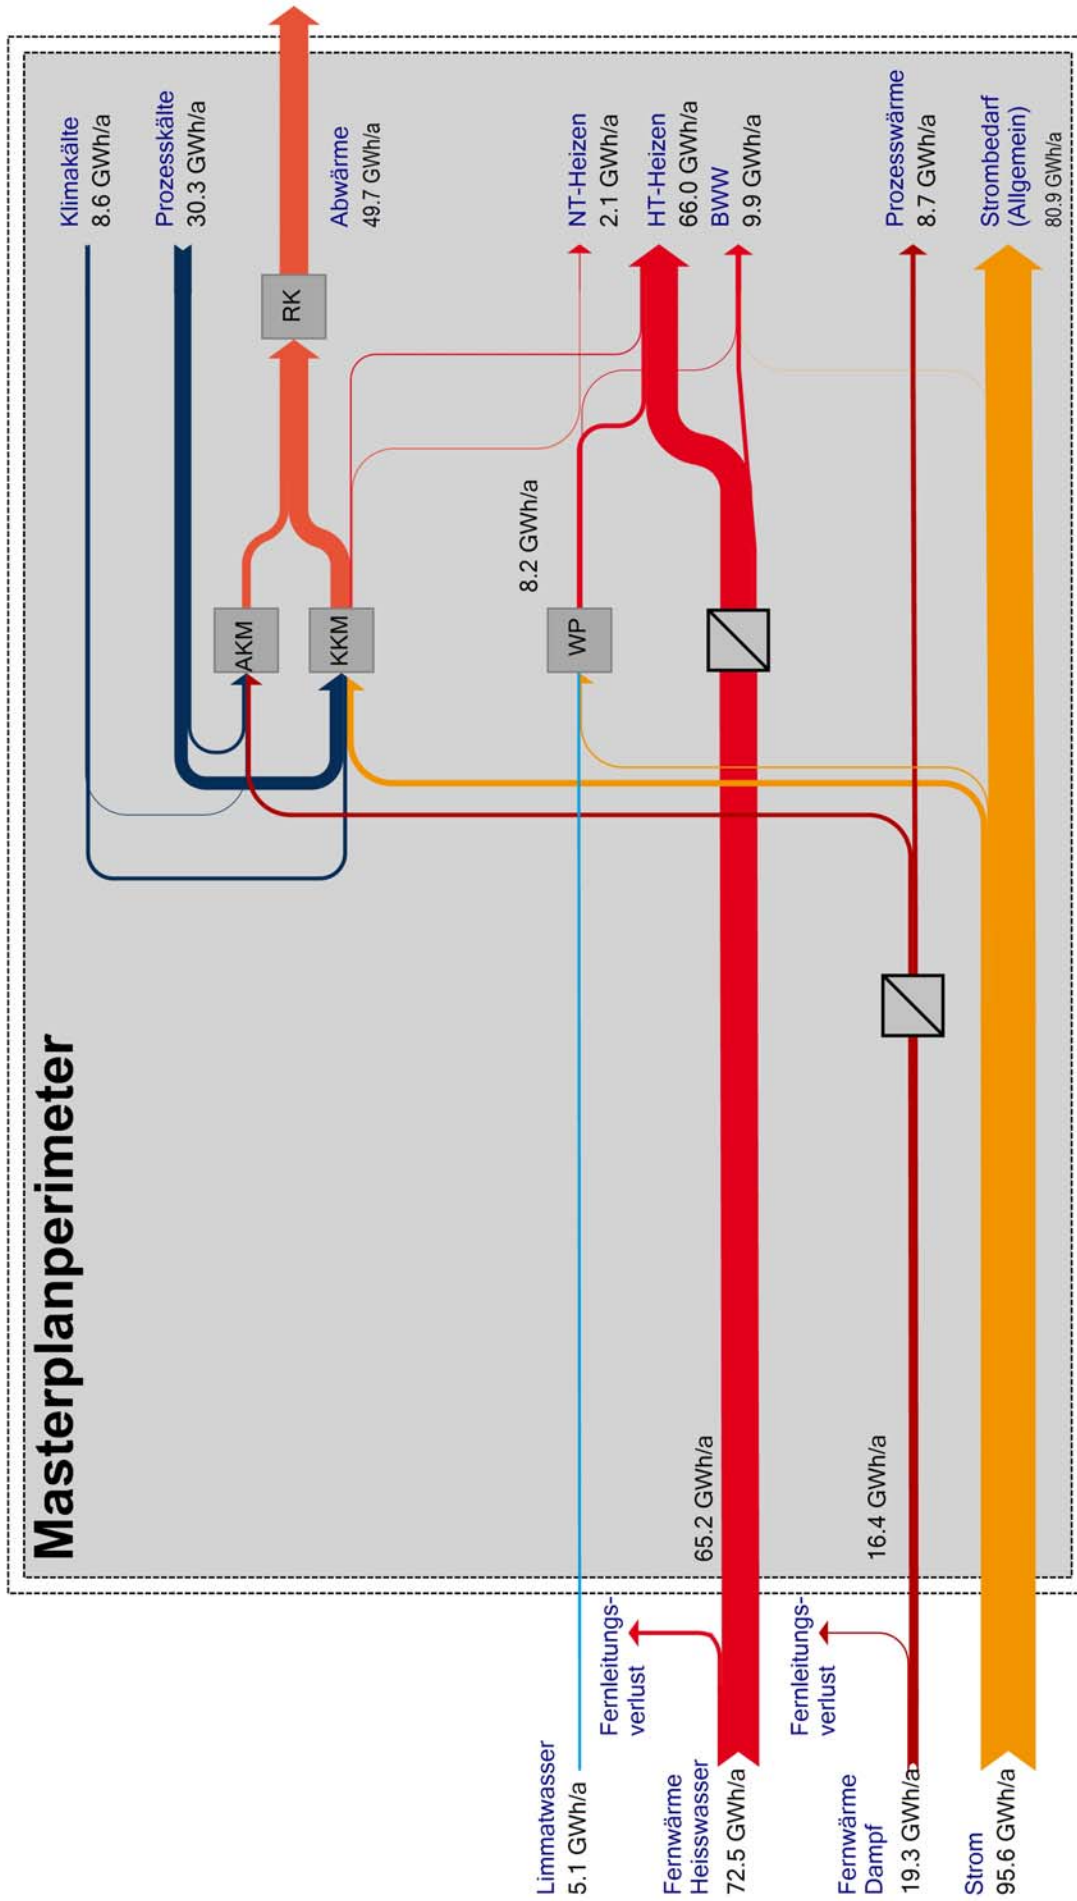 Masterplanperimeter
Klimakälte
8.6 GWh/a
Prozesskälte
30.3 GWh/a
AKM
KKM
RK
Abwärme
49.7 GWh/a
Limmatwasser
5.1 GWh/a
WP
8.2 GWh/a
NT-Heizen
2.1 GWh/a
HT-Heizen
66.0 GWh/a
BWW
9.9 GWh/a
Fernleitungs-
verlust
Fernwärme
Heisswasser
72.5 GWh/a
65.2 GWh/a
Fernleitungs-
verlust
Fernwärme
Dampf
19.3 GWh/a
16.4 GWh/a
Prozesswärme
8.7 GWh/a
Strom
95.6 GWh/a
Strombedarf
(Allgemein)
80.9 GWh/a